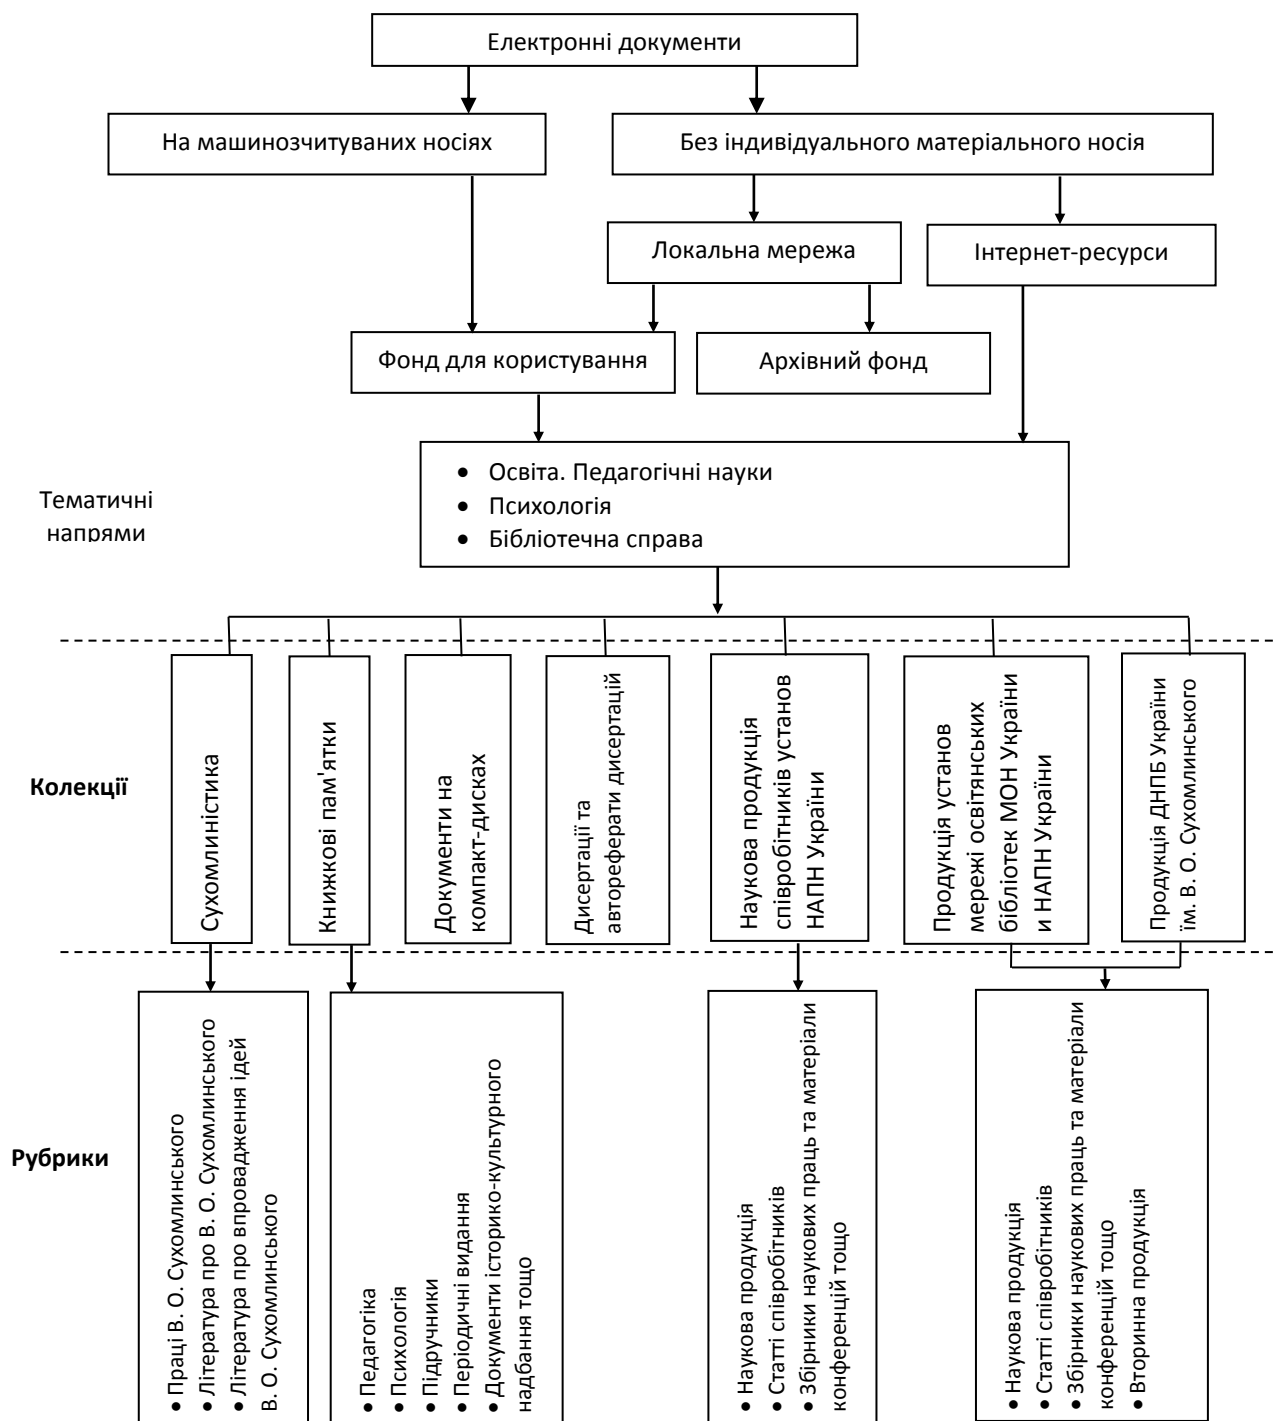 Електронні документи
На машинозчитуваних носіях
Без індивідуального матеріального носія
Локальна мережа
Інтернет-ресурси
Фонд для користування
Архівний фонд
Тематичні
напрями
• Освіта. Педагогічні науки
• Психологія
• Бібліотечна справа
Колекції
Сухомлиністика
Книжкові пам'ятки
Документи на
компакт-дисках
Дисертації та
автореферати дисертацій
Наукова продукція
співробітників установ
НАПН України
Продукція установ
мережі освітянських
бібліотек МОН України
и НАПН України
Продукція ДНПБ України
ім. В. О. Сухомлинського
Рубрики
• Праці В. О. Сухомлинського
• Література про В. О. Сухомлинського
• Література про впровадження ідей
В. О. Сухомлинського
• Педагогіка
• Психологія
• Підручники
• Періодичні видання
• Документи історико-культурного
надбання тощо
• Наукова продукція
• Статті співробітників
• Збірники наукових праць та матеріали
конференцій тощо
• Наукова продукція
• Статті співробітників
• Збірники наукових праць та матеріали
конференцій тощо
• Вторинна продукція